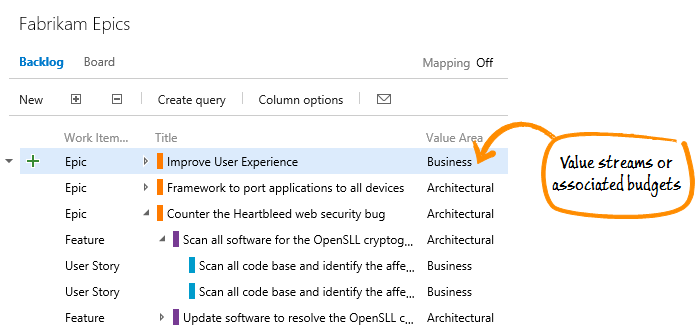 Fabrikam Epics
Backlog Board Mapping Off
New Create query Column options
Work Item... Title Value Area
Epic Improve User Experience Business
Epic Framework to port applications to all devices Architectural
Epic Counter the Heartbleed web security bug Architectural
Feature Scan all software for the OpenSLL cryptog... Architectural
User Story Scan all code base and identify the affe... Business
User Story Scan all code base and identify the affe... Business
Feature Update software to resolve the OpenSLL c... Architectural
Value streams or
associated budgets